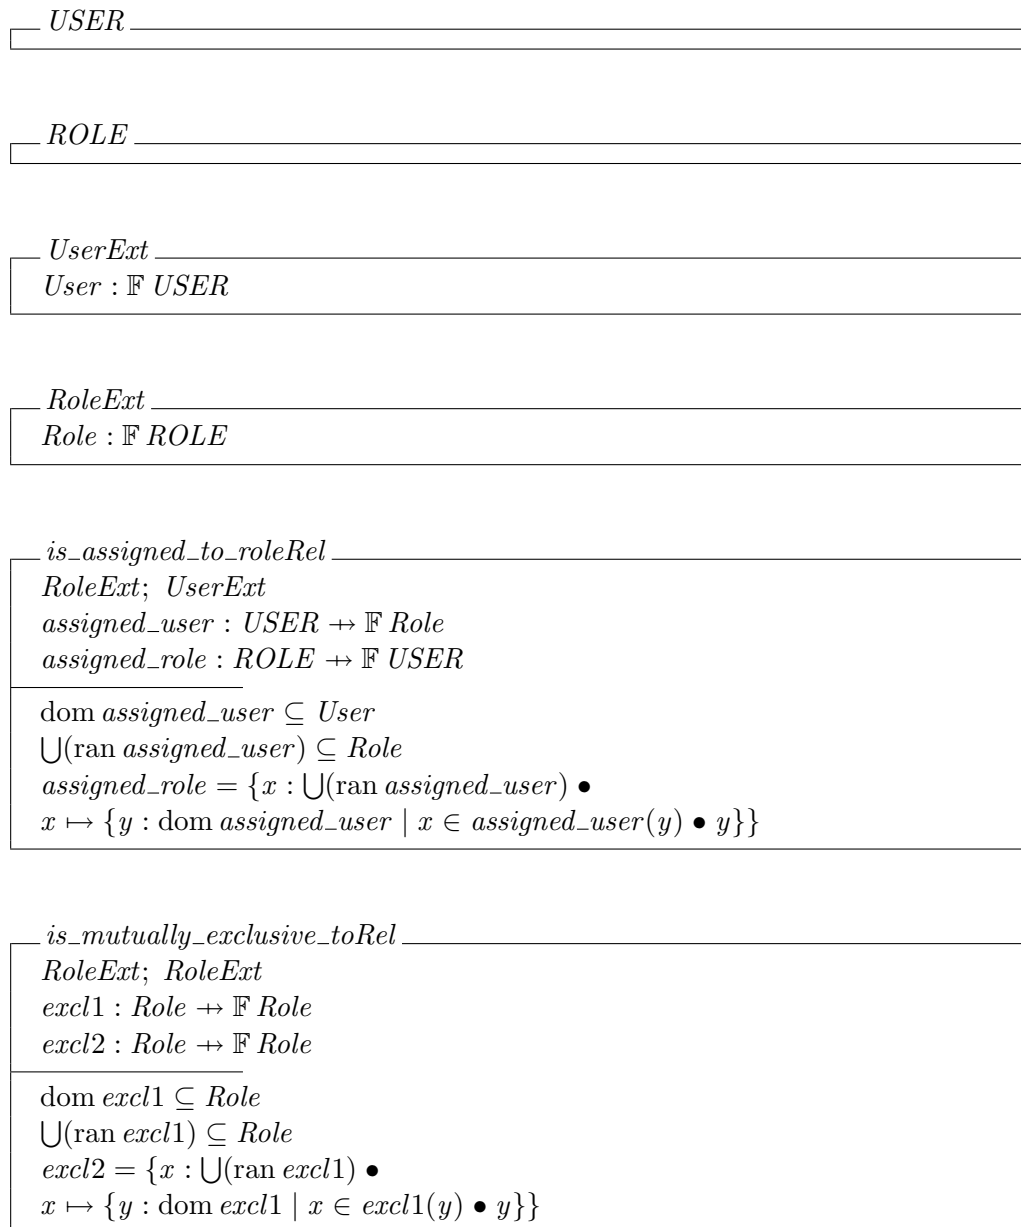 USER
ROLE
UserExt
User : 𝔽 USER
RoleExt
Role : 𝔽 ROLE
is_assigned_to_roleRel
RoleExt; UserExt
assigned_user : USER ⇸ 𝔽 Role
assigned_role : ROLE ⇸ 𝔽 USER
dom assigned_user ⊆ User
⋃(ran assigned_user) ⊆ Role
assigned_role = {x : ⋃(ran assigned_user) •
x ↦ {y : dom assigned_user | x ∈ assigned_user(y) • y}}
is_mutually_exclusive_toRel
RoleExt; RoleExt
excl1 : Role ⇸ 𝔽 Role
excl2 : Role ⇸ 𝔽 Role
dom excl1 ⊆ Role
⋃(ran excl1) ⊆ Role
excl2 = {x : ⋃(ran excl1) •
x ↦ {y : dom excl1 | x ∈ excl1(y) • y}}